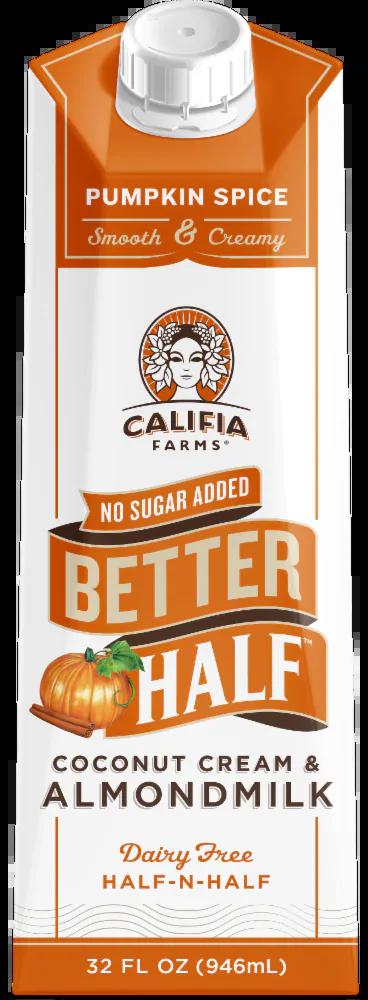 PUMPKIN SPICE
Smooth & Creamy
CALIFIA
FARMS®
NO SUGAR ADDED
BETTER
HALF™
COCONUT CREAM &
ALMONDMILK
Dairy Free
HALF-N-HALF
32 FL OZ (946mL)